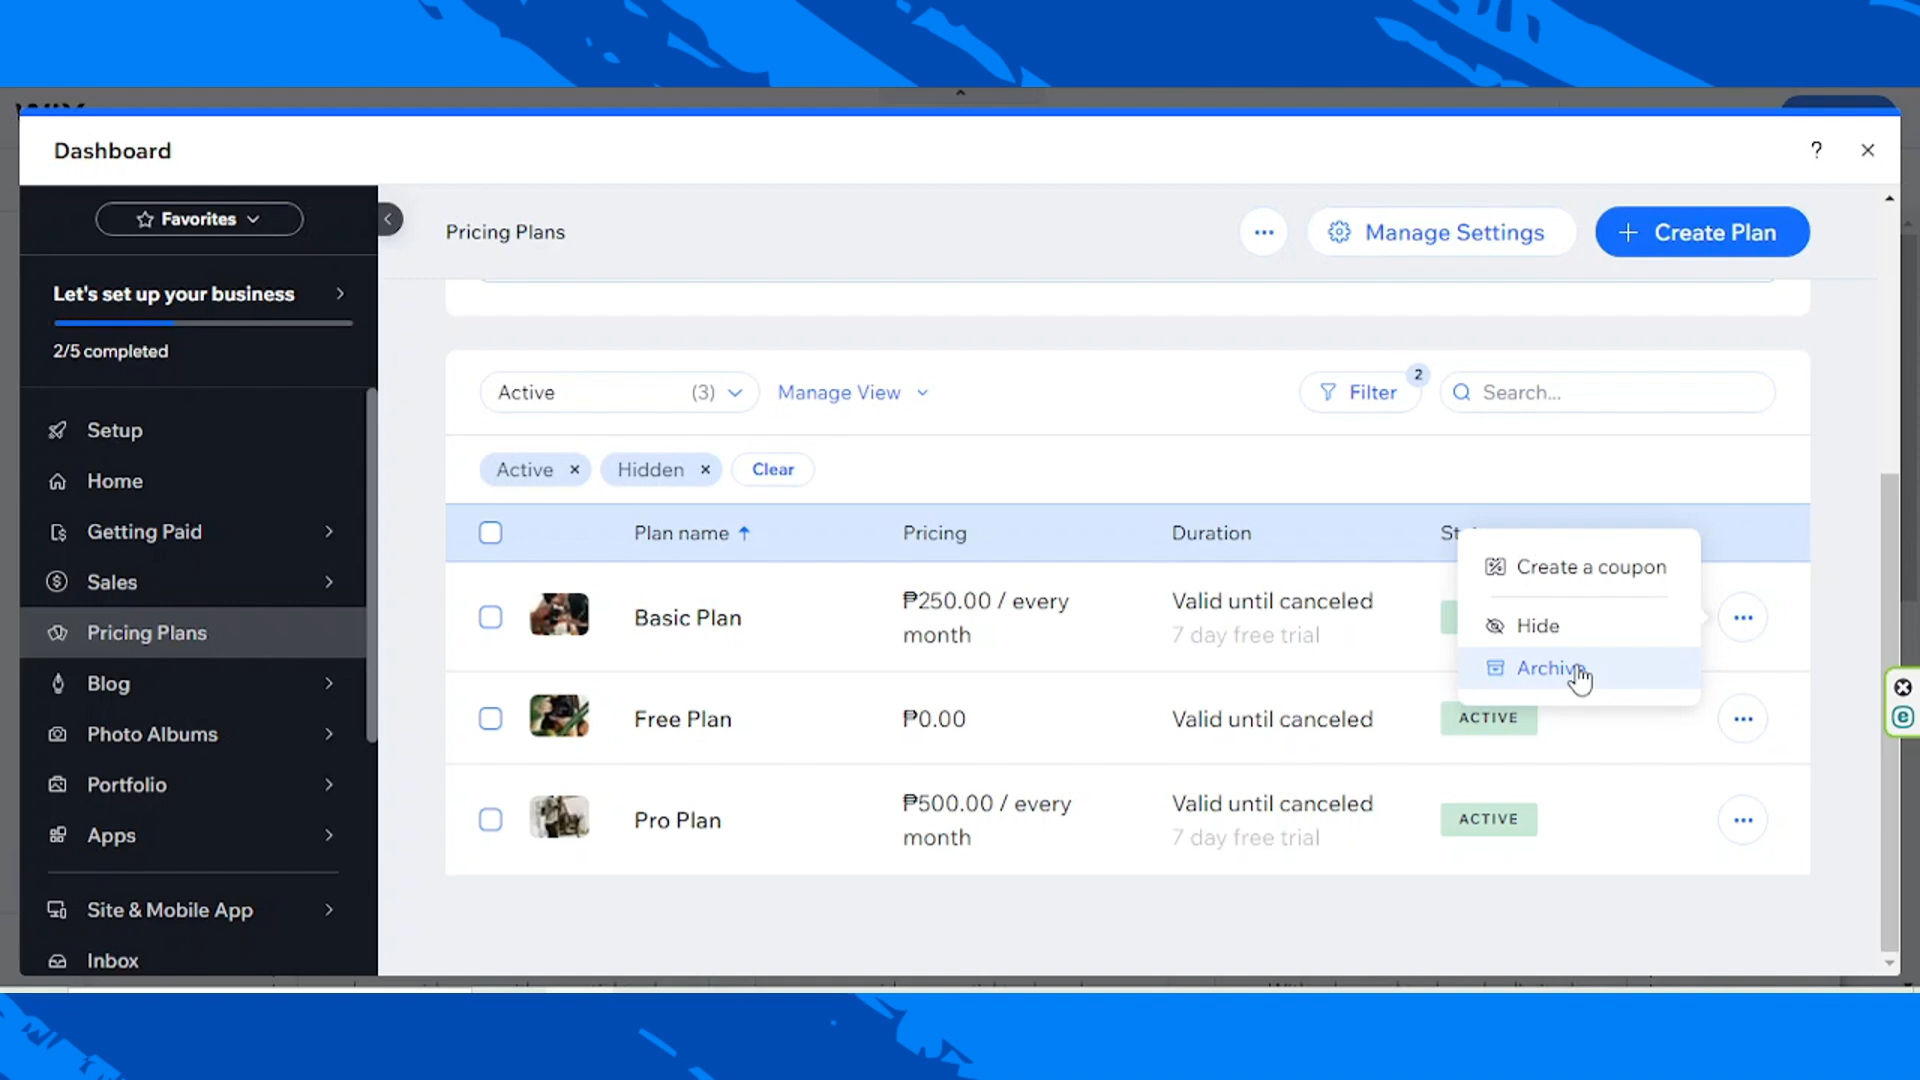 Dashboard
?
Favorites
Let's set up your business
2/5 completed
Setup
Home
Getting Paid
Sales
Pricing Plans
Blog
Photo Albums
Portfolio
Apps
Site & Mobile App
Inbox
Pricing Plans
Manage Settings
+ Create Plan
Active (3)
Manage View
Filter 2
Search...
Active ×
Hidden ×
Clear
Plan name ↑ Pricing Duration
Basic Plan
₱250.00 / every
month
Valid until canceled
7 day free trial
Create a coupon
Hide
Archive
Free Plan ₱0.00 Valid until canceled ACTIVE
Pro Plan
₱500.00 / every
month
Valid until canceled
7 day free trial
ACTIVE